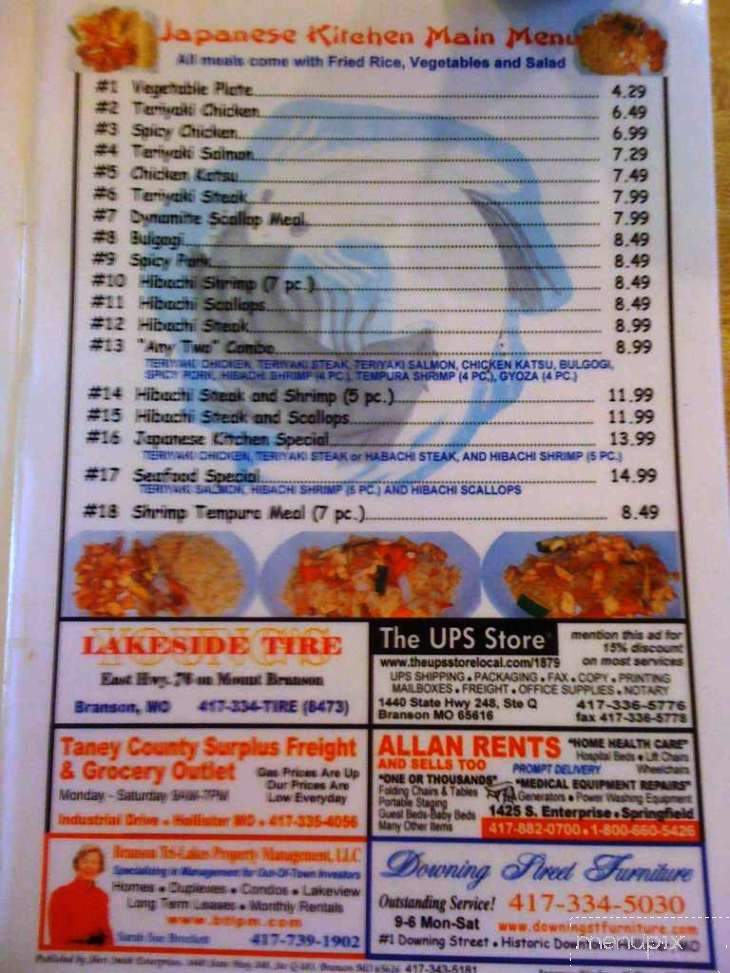 Japanese Kitchen Main Menu
All meals come with Fried Rice, Vegetables and Salad
#1 Vegetable Plate 4.29
#2 Teriyaki Chicken 6.49
#3 Spicy Chicken 6.99
#4 Teriyaki Salmon 7.29
#5 Chicken Katsu 7.49
#6 Teriyaki Steak 7.99
#7 Dynamite Scallop Meal 7.99
#8 Bulgogi 8.49
#9 Spicy Pork 8.49
#10 Hibachi Shrimp (7 pc.) 8.49
#11 Hibachi Scallops 8.49
#12 Hibachi Steak 8.99
#13 "Any Two" Combo 8.99
TERIYAKI CHICKEN, TERIYAKI STEAK, TERIYAKI SALMON, CHICKEN KATSU, BULGOGI,
SPICY PORK, HIBACHI SHRIMP (4 PC.), TEMPURA SHRIMP (4 PC.), GYOZA (4 PC.)
#14 Hibachi Steak and Shrimp (5 pc.) 11.99
#15 Hibachi Steak and Scallops 11.99
#16 Japanese Kitchen Special 13.99
TERIYAKI CHICKEN, TERIYAKI STEAK or HABACHI STEAK, AND HIBACHI SHRIMP (5 PC.)
#17 Seafood Special 14.99
TERIYAKI SALMON, HIBACHI SHRIMP (5 PC.) AND HIBACHI SCALLOPS
#18 Shrimp Tempura Meal (7 pc.) 8.49
YOUNG'S
LAKESIDE TIRE
East Hwy. 76 on Mount Branson
Branson, MO 417-334-TIRE (8473)
The UPS Store
mention this ad for
15% discount
on most services
www.theupsstorelocal.com/1879
UPS SHIPPING • PACKAGING • FAX • COPY • PRINTING
MAILBOXES • FREIGHT • OFFICE SUPPLIES • NOTARY
1440 State Hwy 248, Ste Q 417-336-5776
Branson MO 65616 fax 417-336-5778
Taney County Surplus Freight
& Grocery Outlet
Gas Prices Are Up
Our Prices Are
Low Everyday
Monday - Saturday 9AM-7PM
Industrial Drive • Hollister MO • 417-335-4056
ALLAN RENTS
AND SELLS TOO
"HOME HEALTH CARE"
Hospital Beds • Lift Chairs
Wheelchairs
PROMPT DELIVERY
"ONE OR THOUSANDS"
Folding Chairs & Tables
Portable Staging
Guest Beds-Baby Beds
Many Other Items
"MEDICAL EQUIPMENT REPAIRS"
Generators • Power Washing Equipment
1425 S. Enterprise • Springfield
417-882-0700 • 1-800-660-5426
Branson Tri-Lakes Property Management, LLC
Specializing in Management for Out-Of-Town Investors
Homes • Duplexes • Condos • Lakeview
Long Term Leases • Monthly Rentals
www.btlpm.com
417-739-1902
Downing Street Furniture
Outstanding Service! 417-334-5030
9-6 Mon-Sat www.downingstfurniture.com
#1 Downing Street • Historic Dow
menupix
417-343-5181